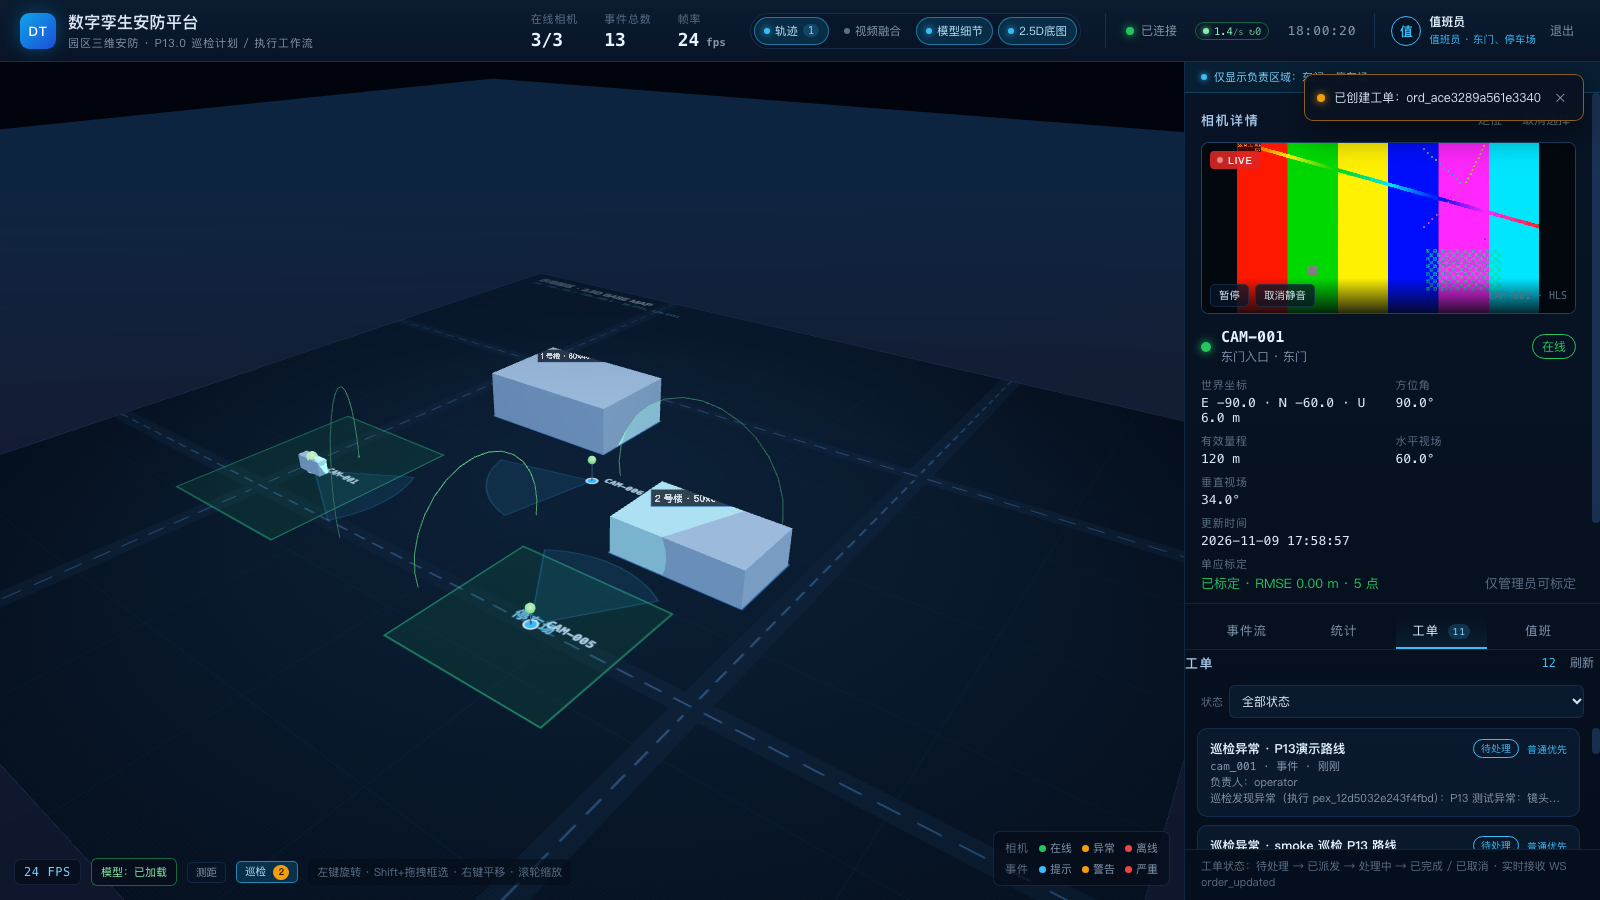 DT
数字孪生安防平台
园区三维安防 · P13.0 巡检计划 / 执行工作流
在线相机
3/3
事件总数
13
帧率
24 fps
轨迹 1
视频融合
模型细节
2.5D底图
已连接
1.4/s ↻0
18:00:20
值
值班员
值班员 · 东门、停车场
退出
仅显示负责区域：
已创建工单：ord_ace3289a561e3340 ×
相机详情
LIVE
暂停
取消静音
HLS
CAM-001
东门入口 · 东门
在线
世界坐标
E -90.0 · N -60.0 · U 6.0 m
方位角
90.0°
有效量程
120 m
水平视场
60.0°
垂直视场
34.0°
更新时间
2026-11-09 17:58:57
单应标定
已标定 · RMSE 0.00 m · 5 点
仅管理员可标定
事件流
统计
工单 11
值班
工单
12
刷新
状态
全部状态
巡检异常 · P13演示路线
待处理
普通优先
cam_001 · 事件 · 刚刚
负责人：operator
巡检发现异常（执行 pex_12d5032e243f4fbd）：P13 测试异常：镜头…
巡检异常 · smoke 巡检 P13 路线
待处理
普通优先
工单状态：待处理 → 已派发 → 处理中 → 已完成 / 已取消 · 实时接收 WS
order_updated
2.5D BASE MAP
1 号楼 · 60x40
CAM-001
CAM-006
2 号楼 · 50x
停车场
CAM-005
24 FPS
模型：已加载
测距
巡检 2
左键旋转 · Shift+拖拽框选 · 右键平移 · 滚轮缩放
相机 在线 异常 离线
事件 提示 警告 严重